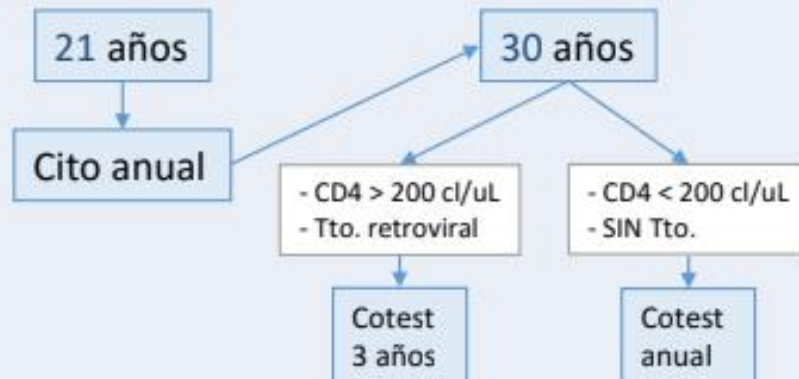 21 años
30 años
Cito anual
- CD4 > 200 cl/uL
- Tto. retroviral
- CD4 < 200 cl/uL
- SIN Tto.
Cotest
3 años
Cotest
anual